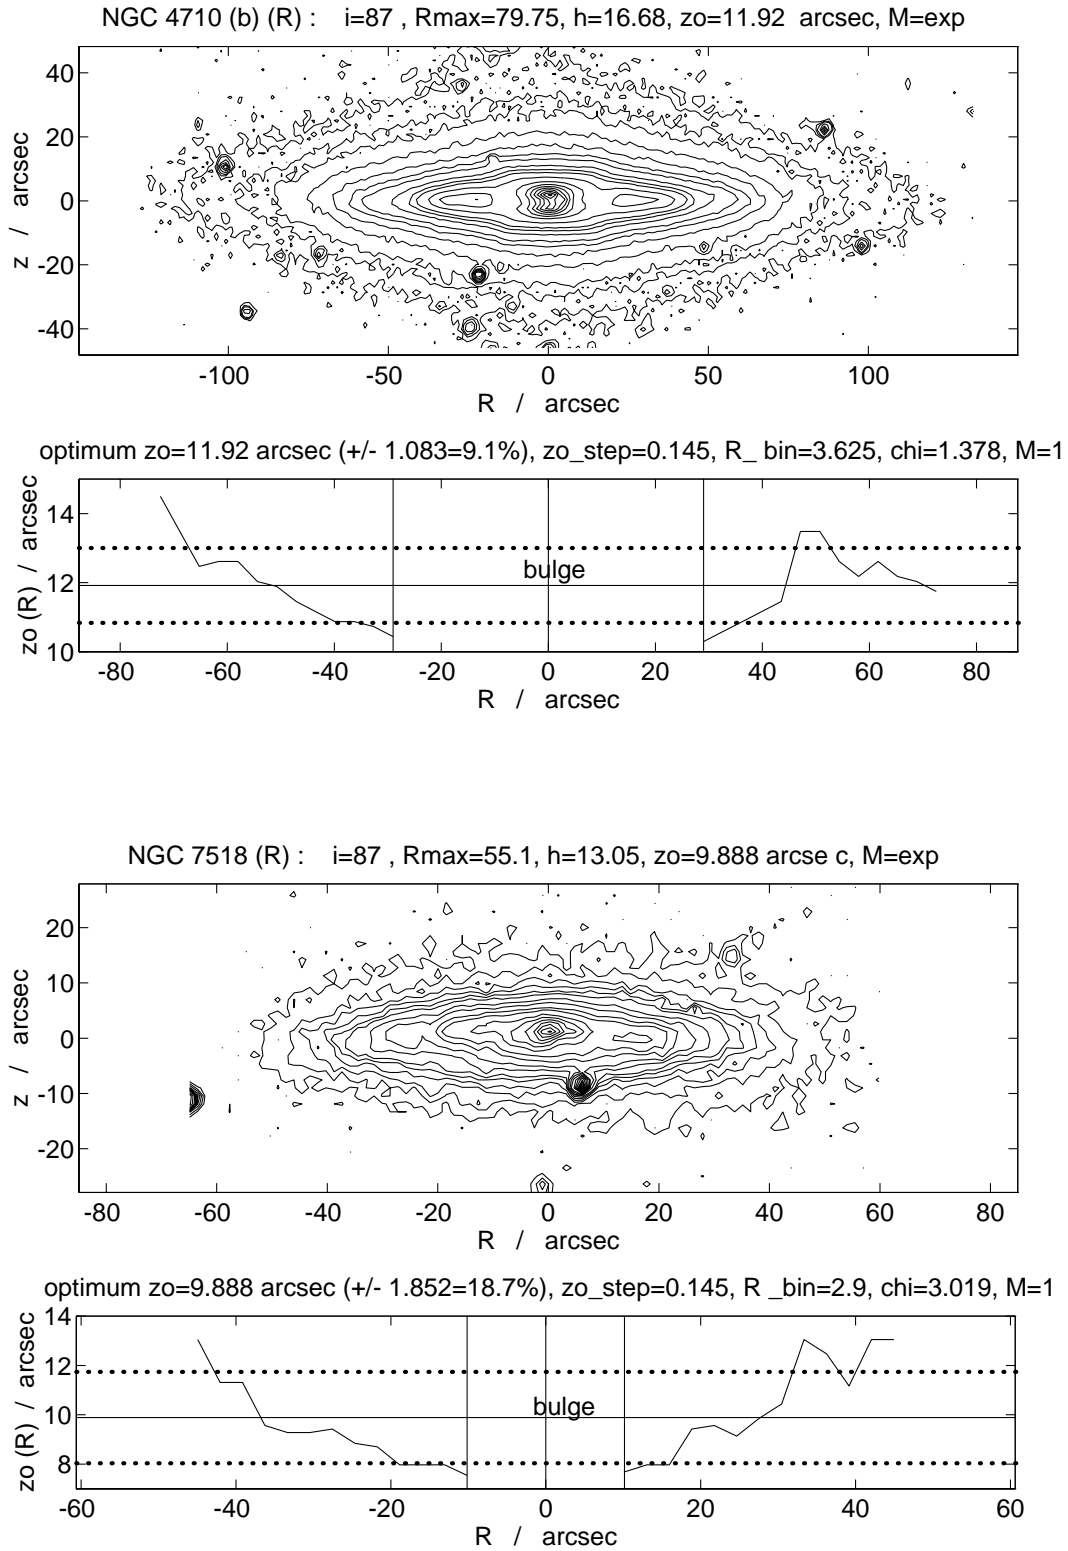 NGC 4710 (b) (R) : i=87 , Rmax=79.75, h=16.68, zo=11.92 arcsec, M=exp
40
20
0
-20
-40
z / arcsec
-100 -50 0 50 100
R / arcsec
optimum zo=11.92 arcsec (+/- 1.083=9.1%), zo_step=0.145, R_ bin=3.625, chi=1.378, M=1
14
12
10
zo (R) / arcsec
bulge
-80 -60 -40 -20 0 20 40 60 80
R / arcsec
NGC 7518 (R) : i=87 , Rmax=55.1, h=13.05, zo=9.888 arcse c, M=exp
20
10
0
-10
-20
z / arcsec
-80 -60 -40 -20 0 20 40 60 80
R / arcsec
optimum zo=9.888 arcsec (+/- 1.852=18.7%), zo_step=0.145, R _bin=2.9, chi=3.019, M=1
14
12
10
8
zo (R) / arcsec
bulge
-60 -40 -20 0 20 40 60
R / arcsec